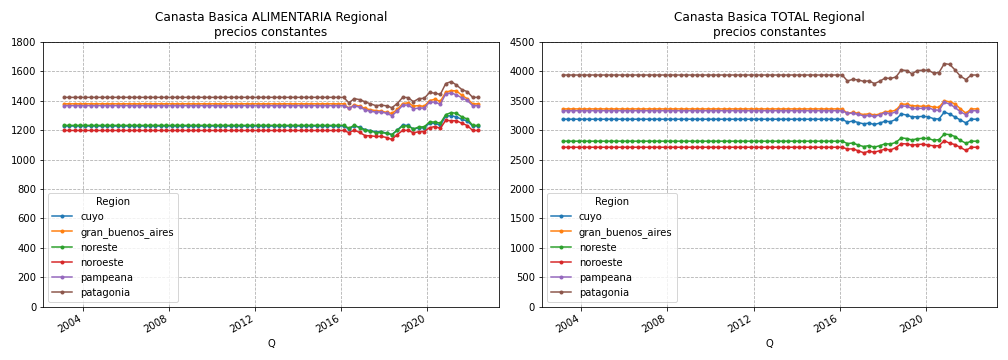 Canasta Basica ALIMENTARIA Regional
precios constantes
1800
1600
1400
1200
1000
800
600
400
200
0
Region
cuyo
gran_buenos_aires
noreste
noroeste
pampeana
patagonia
2004
2008
2012
2016
2020
Q
Canasta Basica TOTAL Regional
precios constantes
4500
4000
3500
3000
2500
2000
1500
1000
500
0
Region
cuyo
gran_buenos_aires
noreste
noroeste
pampeana
patagonia
2004
2008
2012
2016
2020
Q